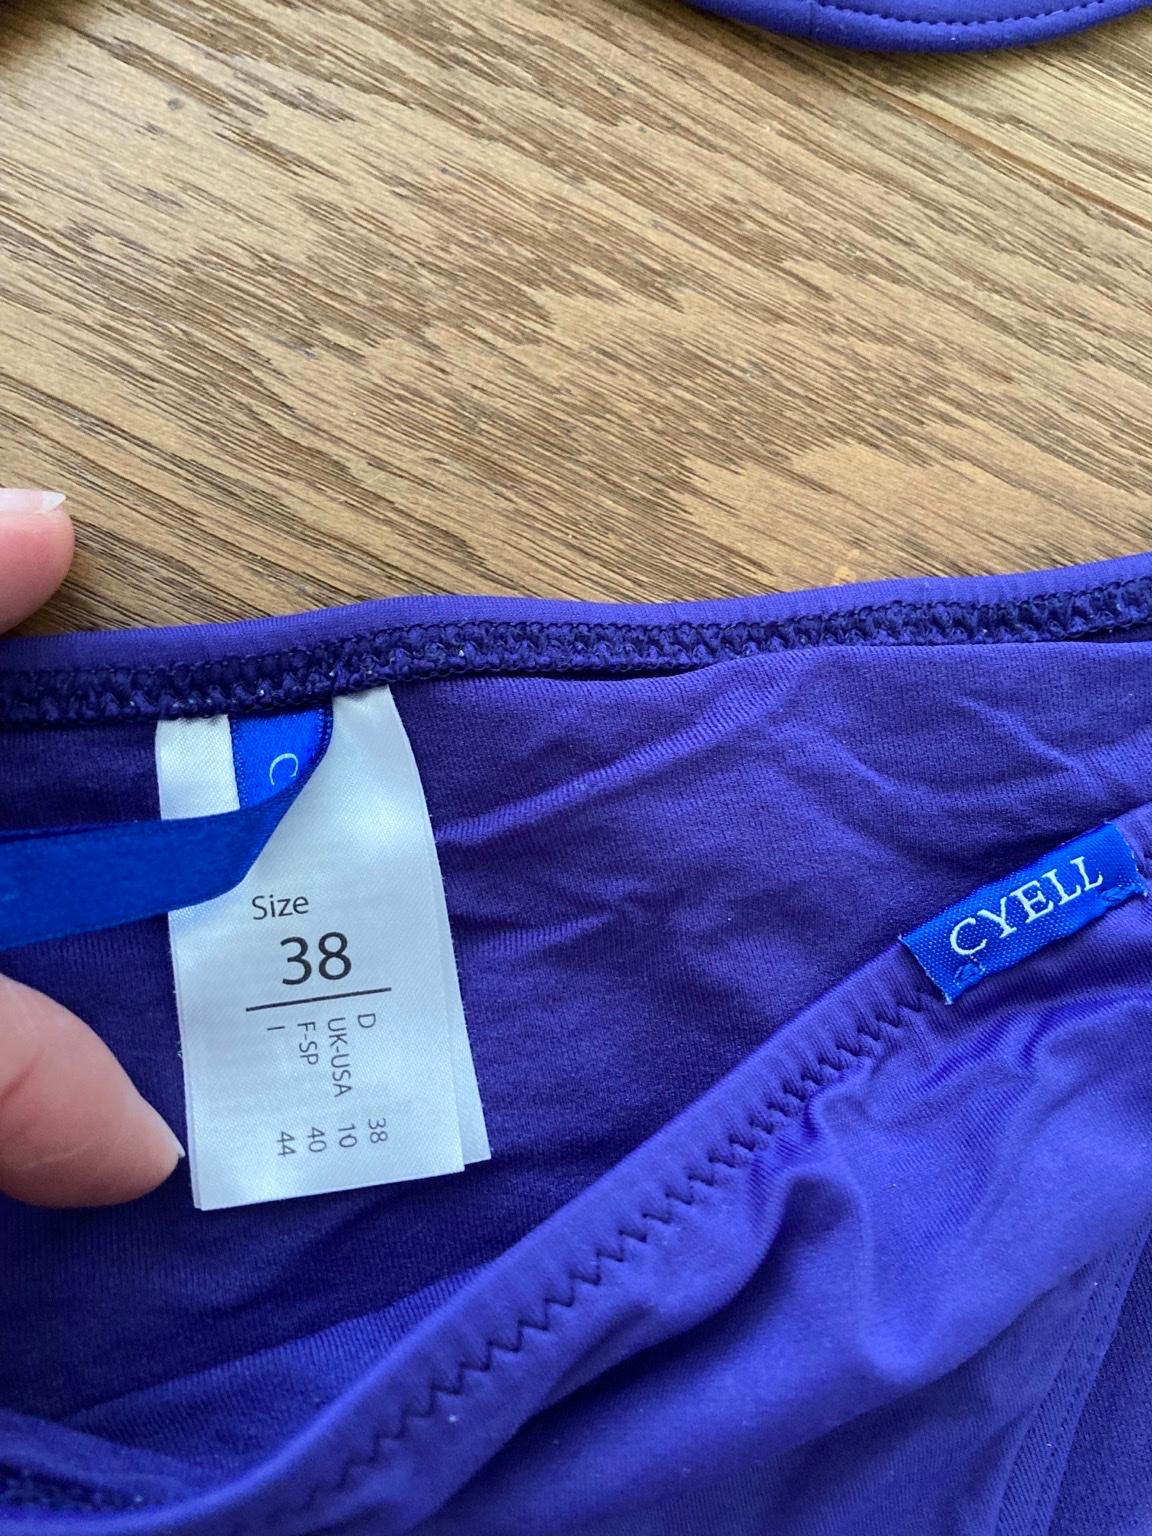 C
Size
38
D 38
UK-USA 10
F-SP 40
I 44
CYELL